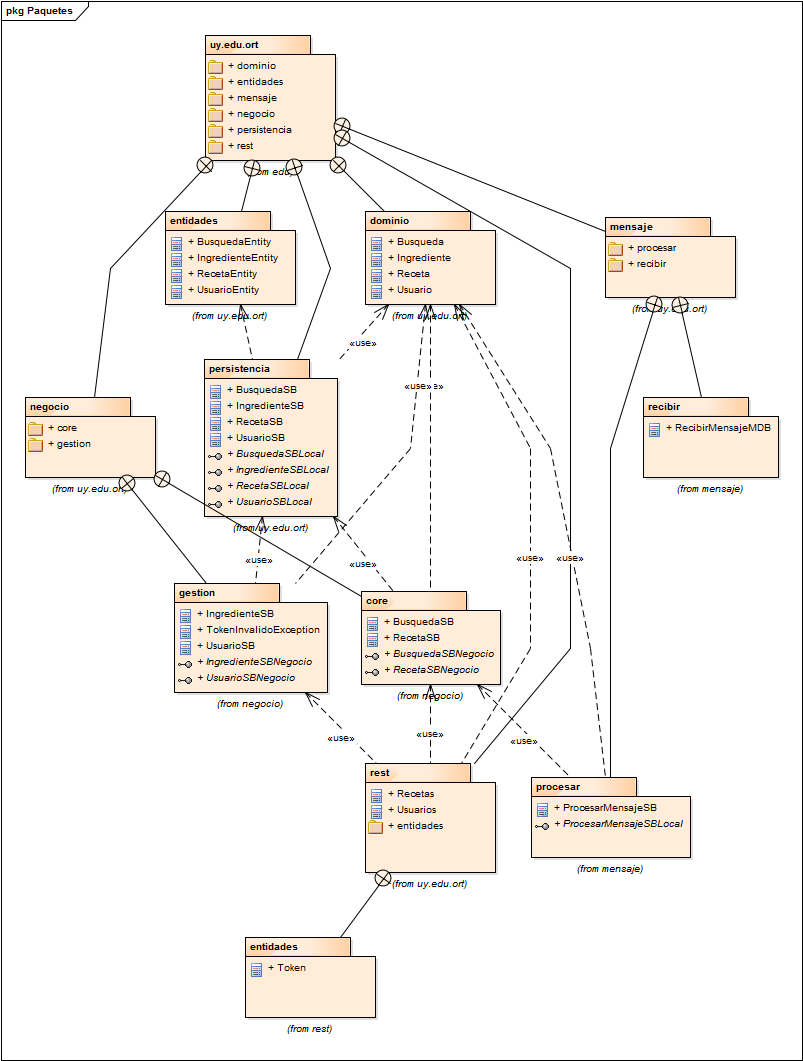 pkg Paquetes
uy.edu.ort
+ dominio
+ entidades
+ mensaje
+ negocio
+ persistencia
+ rest
entidades
+ BusquedaEntity
+ IngredienteEntity
+ RecetaEntity
+ UsuarioEntity
(from uy.edu.ort)
dominio
+ Busqueda
+ Ingrediente
+ Receta
+ Usuario
(from uy.edu.ort)
mensaje
+ procesar
+ recibir
(from uy.edu.ort)
«use»
persistencia
+ BusquedaSB
+ IngredienteSB
+ RecetaSB
+ UsuarioSB
+ BusquedaSBLocal
+ IngredienteSBLocal
+ RecetaSBLocal
+ UsuarioSBLocal
(from uy.edu.ort)
«use»
negocio
+ core
+ gestion
(from uy.edu.ort)
recibir
+ RecibirMensajeMDB
(from mensaje)
«use»
«use»
«use»
«use»
gestion
+ IngredienteSB
+ TokenInvalidoException
+ UsuarioSB
+ IngredienteSBNegocio
+ UsuarioSBNegocio
(from negocio)
core
+ BusquedaSB
+ RecetaSB
+ BusquedaSBNegocio
+ RecetaSBNegocio
(from negocio)
«use»
«use»
«use»
rest
+ Recetas
+ Usuarios
+ entidades
(from uy.edu.ort)
procesar
+ ProcesarMensajeSB
+ ProcesarMensajeSBLocal
(from mensaje)
entidades
+ Token
(from rest)